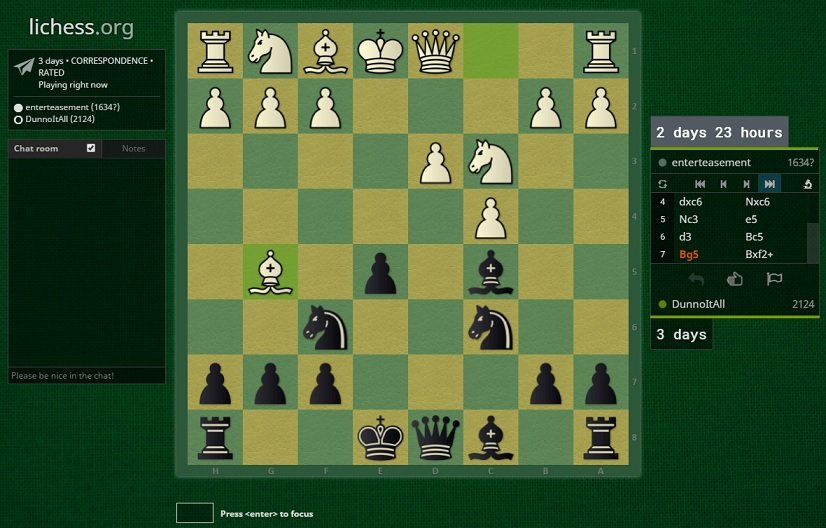 lichess.org
3 days • CORRESPONDENCE •
RATED
Playing right now
enterteasement (1634?)
DunnoItAll (2124)
Chat room
Notes
Please be nice in the chat!
1
2
3
4
5
6
7
8
H G F E D C B A
Press <enter> to focus
2 days 23 hours
enterteasement 1634?
4 dxc6 Nxc6
5 Nc3 e5
6 d3 Bc5
7 Bg5 Bxf2+
DunnoItAll 2124
3 days